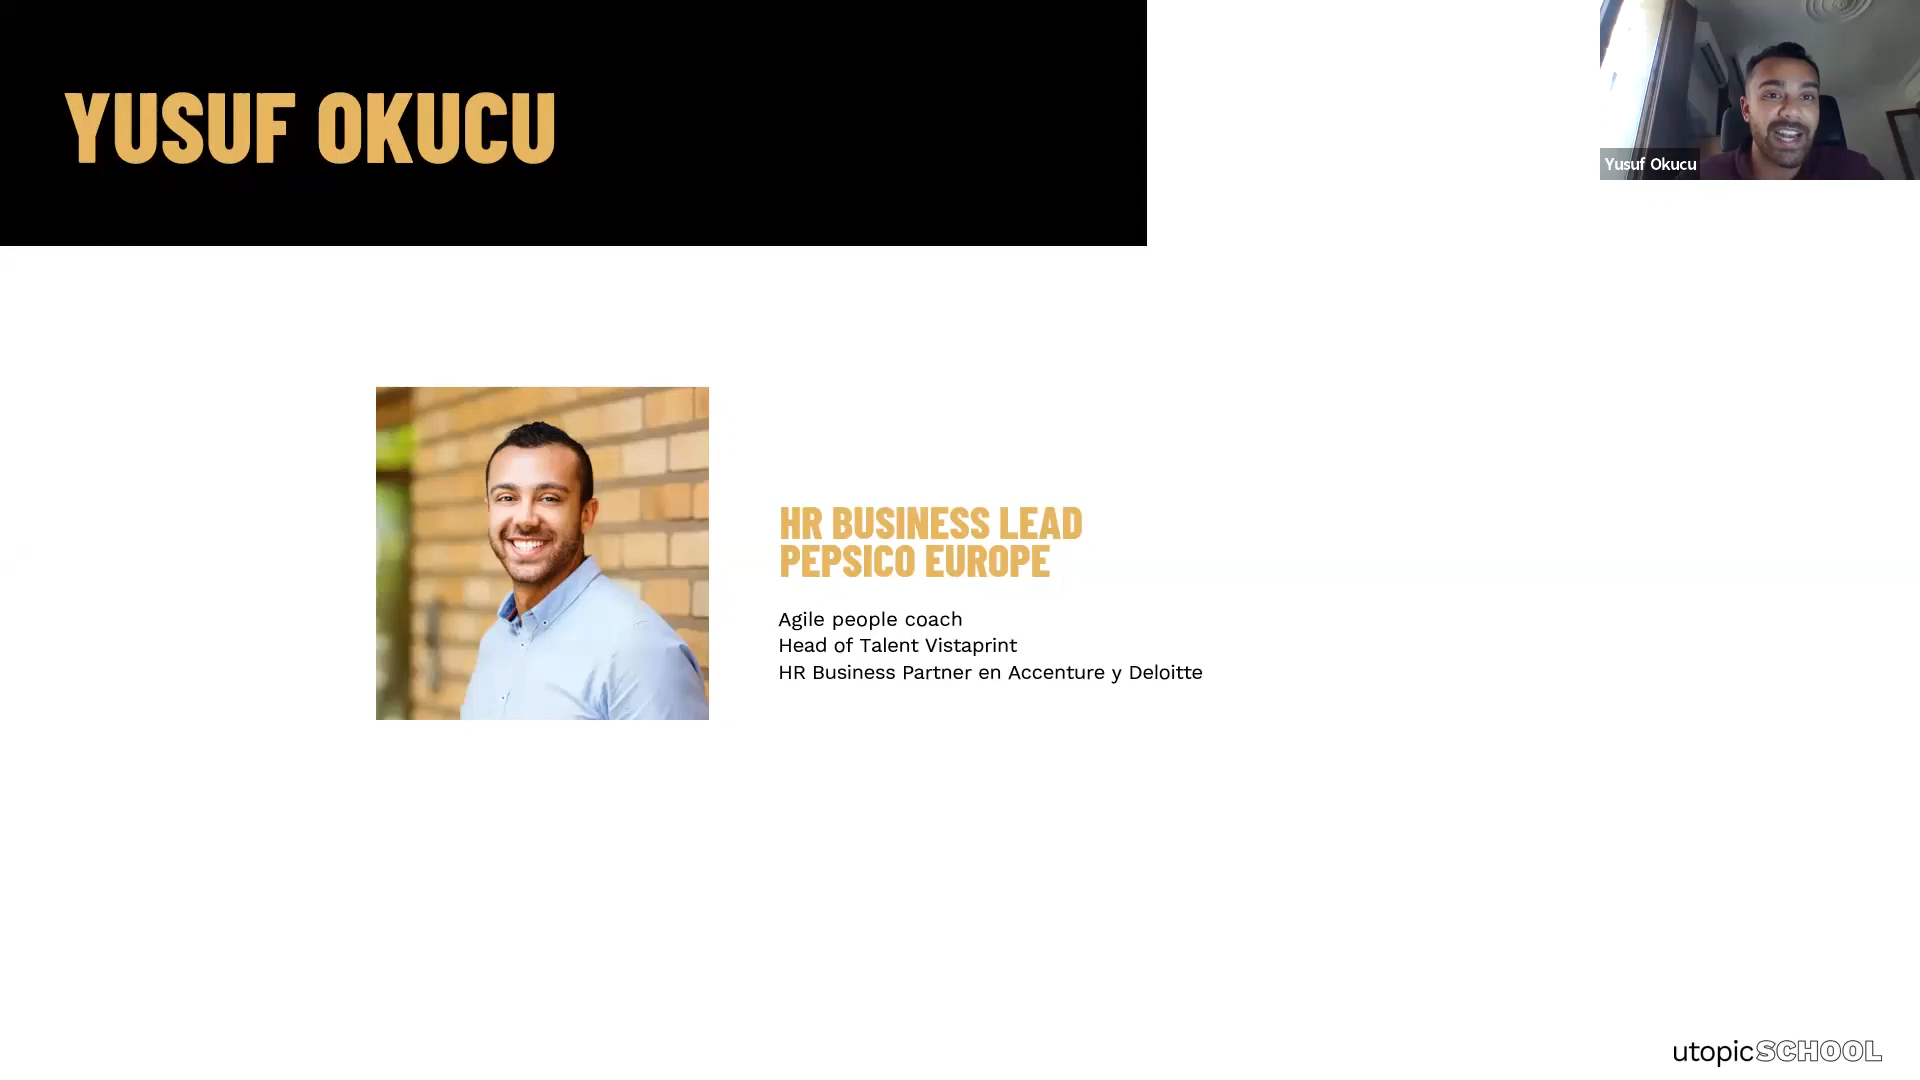 YUSUF OKUCU
Yusuf Okucu
HR BUSINESS LEAD
PEPSICO EUROPE
Agile people coach
Head of Talent Vistaprint
HR Business Partner en Accenture y Deloitte
utopicSCHOOL